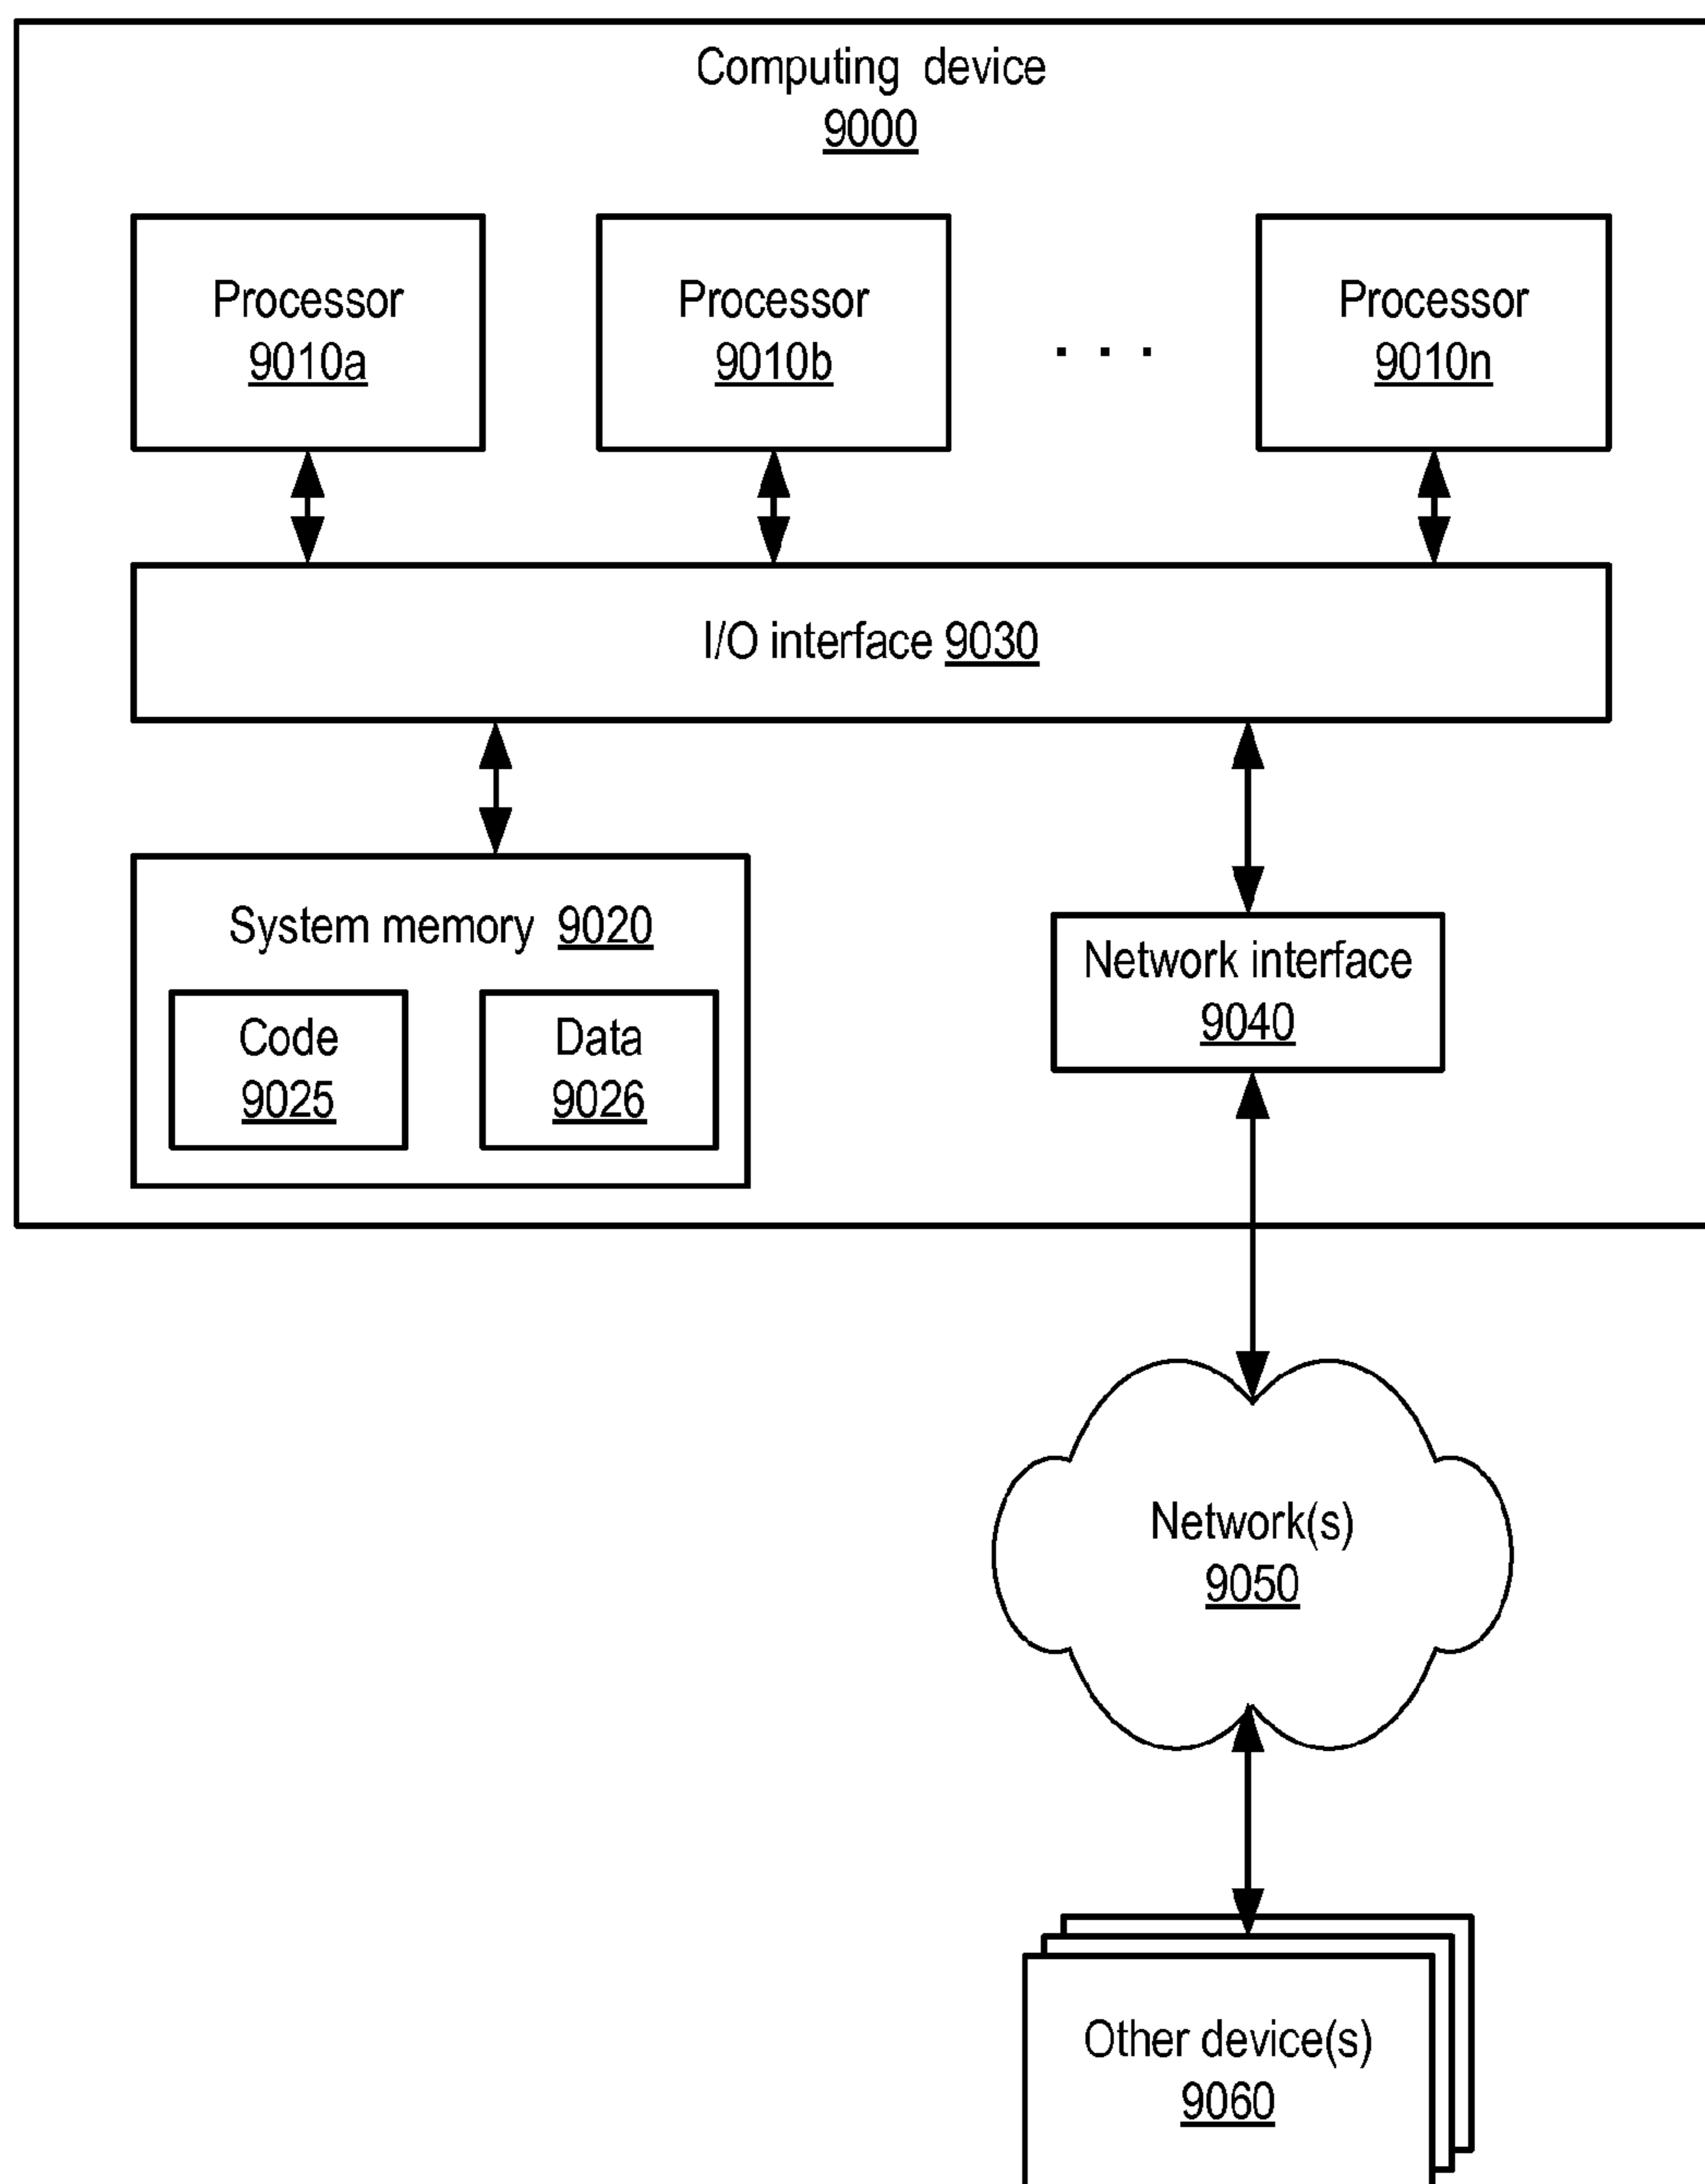 Computing device
9000
Processor
9010a
Processor
9010b
. . .
Processor
9010n
I/O interface 9030
System memory 9020
Code
9025
Data
9026
Network interface
9040
Network(s)
9050
Other device(s)
9060